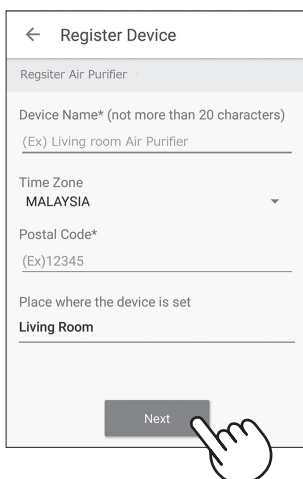 ← Register Device
Regsiter Air Purifier
Device Name* (not more than 20 characters)
(Ex) Living room Air Purifier
Time Zone
MALAYSIA
Postal Code*
(Ex)12345
Place where the device is set
Living Room
Next